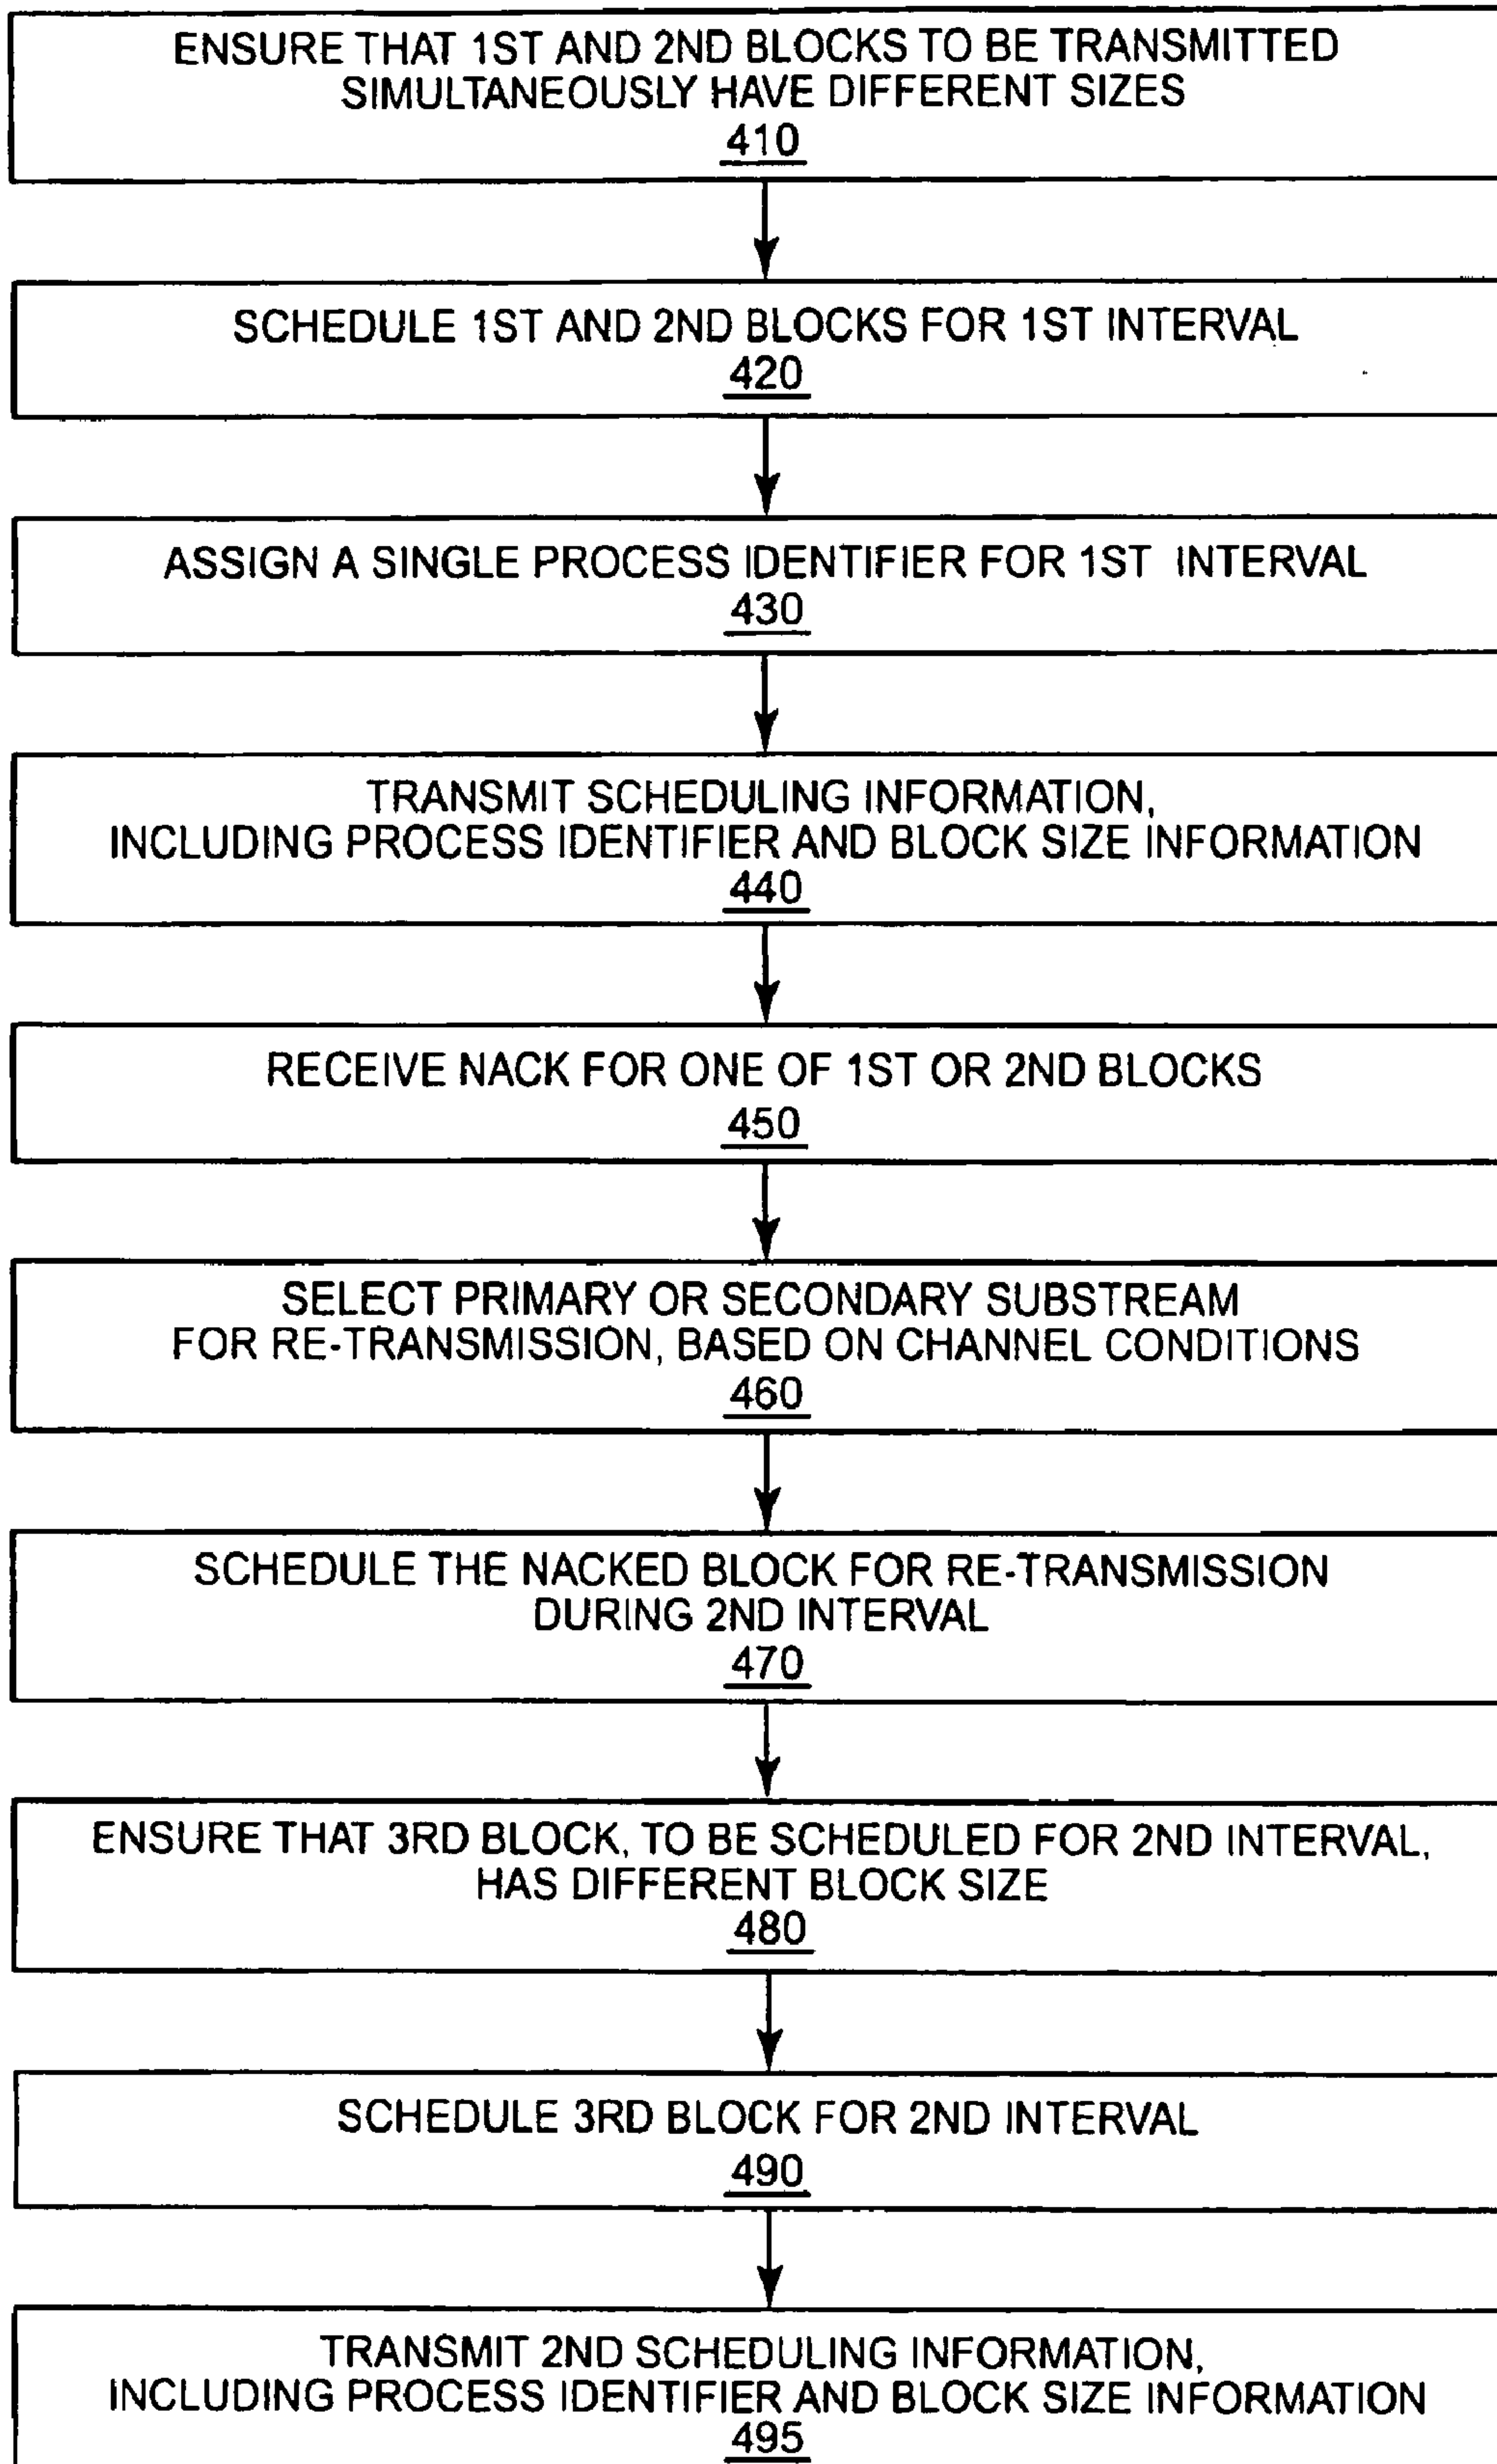 ENSURE THAT 1ST AND 2ND BLOCKS TO BE TRANSMITTED
SIMULTANEOUSLY HAVE DIFFERENT SIZES
410
SCHEDULE 1ST AND 2ND BLOCKS FOR 1ST INTERVAL
420
ASSIGN A SINGLE PROCESS IDENTIFIER FOR 1ST INTERVAL
430
TRANSMIT SCHEDULING INFORMATION,
INCLUDING PROCESS IDENTIFIER AND BLOCK SIZE INFORMATION
440
RECEIVE NACK FOR ONE OF 1ST OR 2ND BLOCKS
450
SELECT PRIMARY OR SECONDARY SUBSTREAM
FOR RE-TRANSMISSION, BASED ON CHANNEL CONDITIONS
460
SCHEDULE THE NACKED BLOCK FOR RE-TRANSMISSION
DURING 2ND INTERVAL
470
ENSURE THAT 3RD BLOCK, TO BE SCHEDULED FOR 2ND INTERVAL,
HAS DIFFERENT BLOCK SIZE
480
SCHEDULE 3RD BLOCK FOR 2ND INTERVAL
490
TRANSMIT 2ND SCHEDULING INFORMATION,
INCLUDING PROCESS IDENTIFIER AND BLOCK SIZE INFORMATION
495